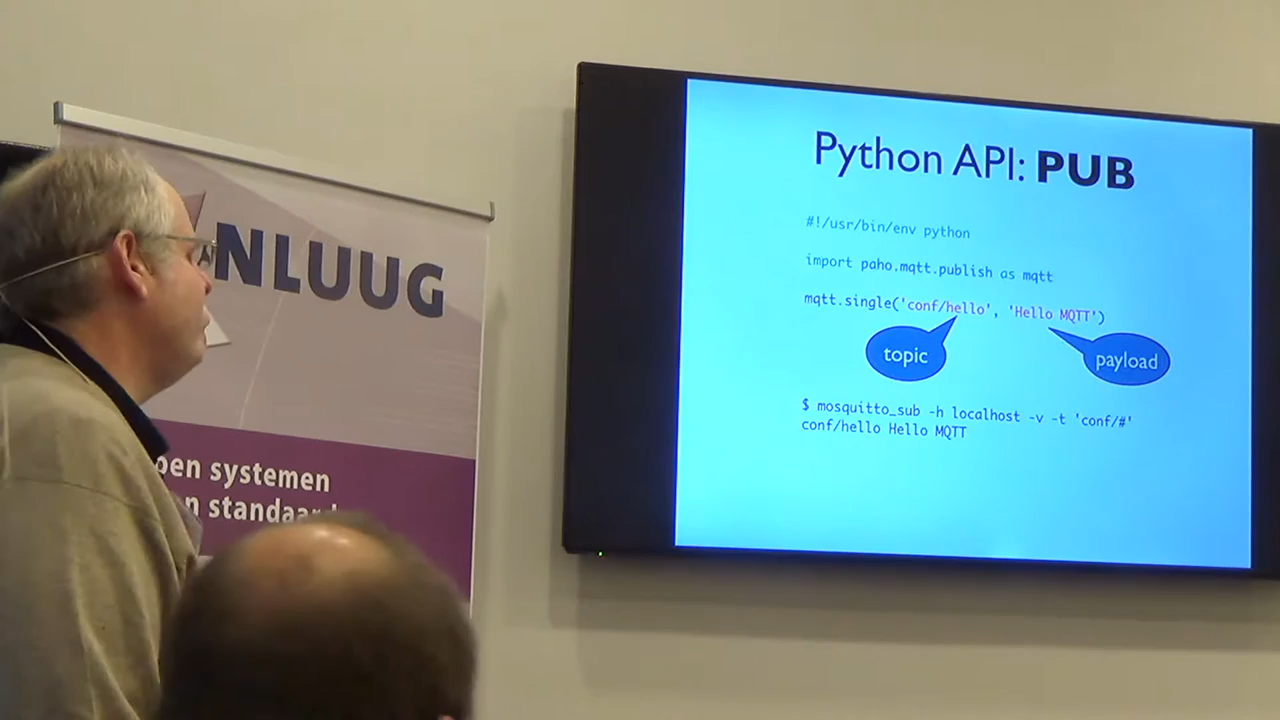 NLUUG
pen systemen
n standaar
Python API: PUB
#!/usr/bin/env python
import paho.mqtt.publish as mqtt
mqtt.single('conf/hello', 'Hello MQTT')
topic
payload
$ mosquitto_sub -h localhost -v -t 'conf/#'
conf/hello Hello MQTT